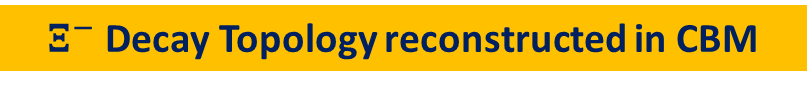 Ξ⁻ Decay Topology reconstructed in CBM